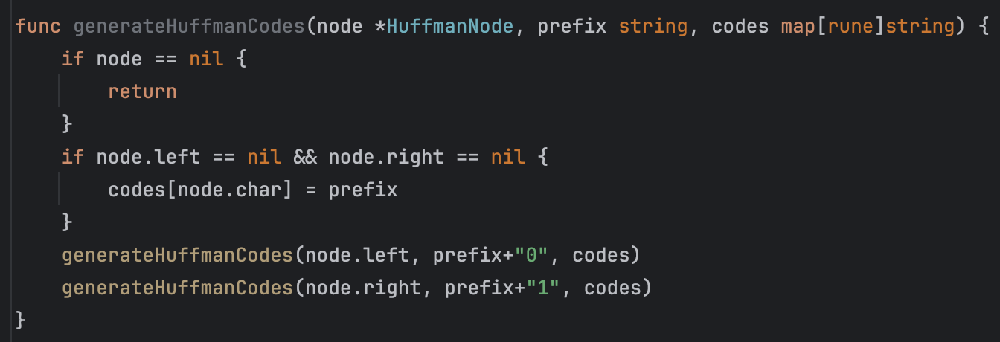 func generateHuffmanCodes(node *HuffmanNode, prefix string, codes map[rune]string) {
    if node == nil {
        return
    }
    if node.left == nil && node.right == nil {
        codes[node.char] = prefix
    }
    generateHuffmanCodes(node.left, prefix+"0", codes)
    generateHuffmanCodes(node.right, prefix+"1", codes)
}